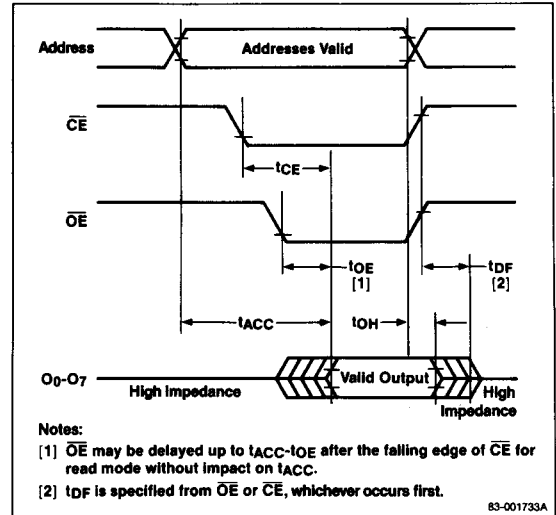 Address
Addresses Valid
CE
tCE
OE
tOE
[1]
tDF
[2]
tACC
tOH
O0-O7
High Impedance
Valid Output
High
Impedance
Notes:
[1] OE may be delayed up to tACC-tOE after the falling edge of CE for
read mode without impact on tACC.
[2] tDF is specified from OE or CE, whichever occurs first.
83-001733A